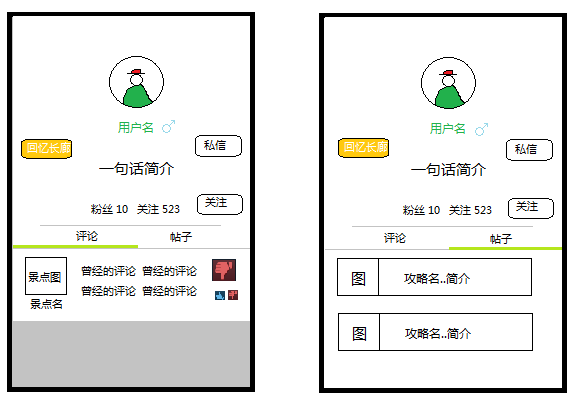 用户名
回忆长廊
私信
一句话简介
粉丝 10 关注 523
关注
评论
帖子
景点图
曾经的评论 曾经的评论
曾经的评论 曾经的评论
景点名
用户名
回忆长廊
私信
一句话简介
粉丝 10 关注 523
关注
评论
帖子
图
攻略名..简介
图
攻略名..简介